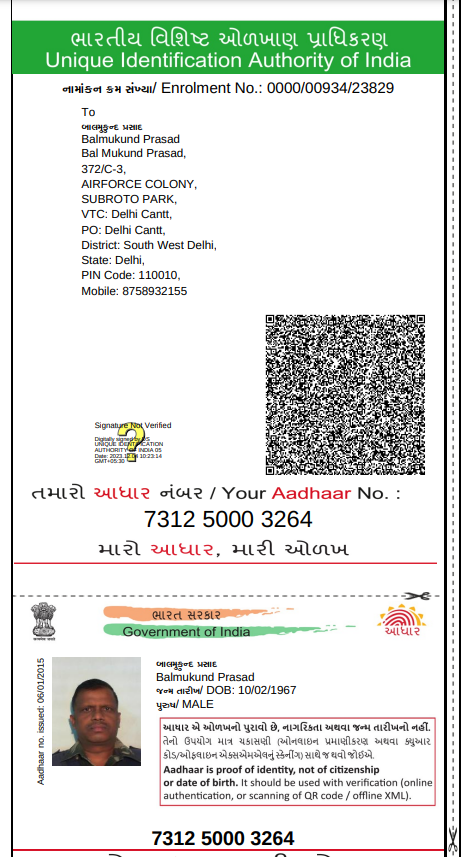 ભારતીય વિશિષ્ટ ઓળખાણ પ્રાધિકરણ
Unique Identification Authority of India
નામાંકન ક્રમ સંખ્યા/ Enrolment No.: 0000/00934/23829
To
બાલમુકુન્દ પ્રસાદ
Balmukund Prasad
Bal Mukund Prasad,
372/C-3,
AIRFORCE COLONY,
SUBROTO PARK,
VTC: Delhi Cantt,
PO: Delhi Cantt,
District: South West Delhi,
State: Delhi,
PIN Code: 110010,
Mobile: 8758932155
Signature Not Verified
Digitally signed by DS
UNIQUE IDENTIFICATION
AUTHORITY OF INDIA 05
Date: 2023.12.08 10:23:14
GMT+05:30
તમારો આધાર નંબર / Your Aadhaar No. :
7312 5000 3264
મારો આધાર, મારી ઓળખ
ભારત સરકાર
Government of India
આધાર
Aadhaar no. issued: 06/01/2015
બાલમુકુન્દ પ્રસાદ
Balmukund Prasad
જન્મ તારીખ/ DOB: 10/02/1967
પુરુષ/ MALE
આધાર એ ઓળખનો પુરાવો છે, નાગરિકતા અથવા જન્મ તારીખનો નહીં.
તેનો ઉપયોગ માત્ર ચકાસણી (ઓનલાઇન પ્રમાણીકરણ અથવા ક્યુઆર
કોડ/ઓફલાઇન એક્સએમએલનું સ્કેનીંગ) સાથે જ થવો જોઈએ.
Aadhaar is proof of identity, not of citizenship
or date of birth. It should be used with verification (online
authentication, or scanning of QR code / offline XML).
7312 5000 3264